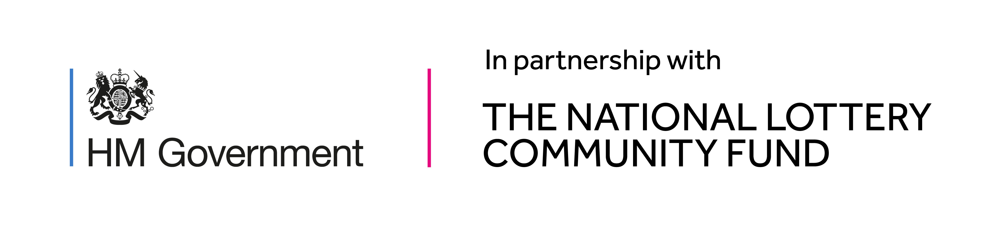 HM Government
In partnership with
THE NATIONAL LOTTERY
COMMUNITY FUND